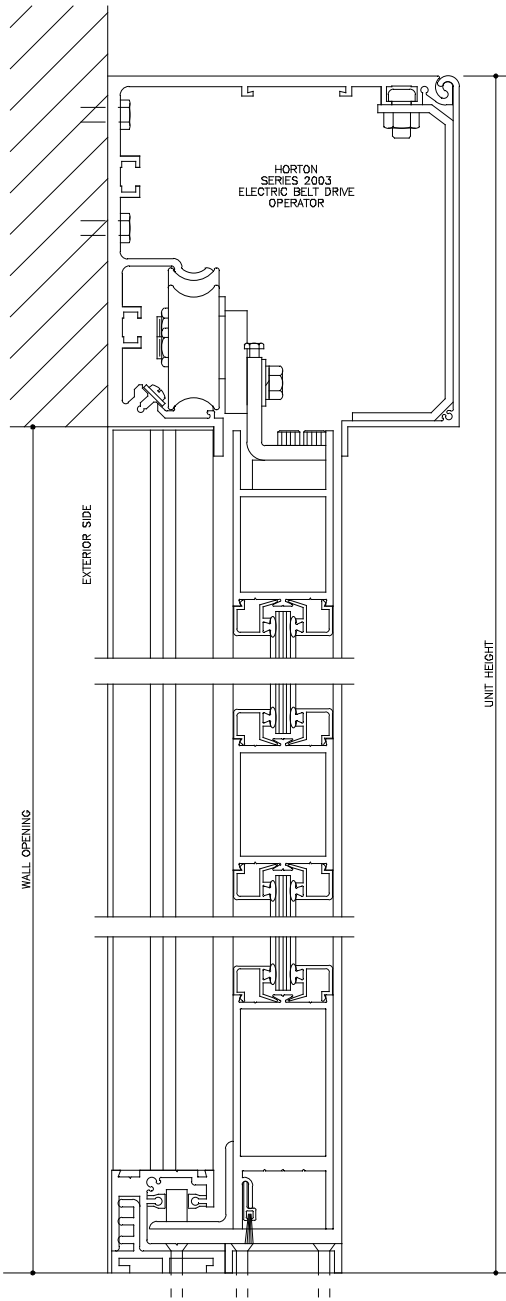 HORTON
SERIES 2003
ELECTRIC BELT DRIVE
OPERATOR
EXTERIOR SIDE
UNIT HEIGHT
WALL OPENING